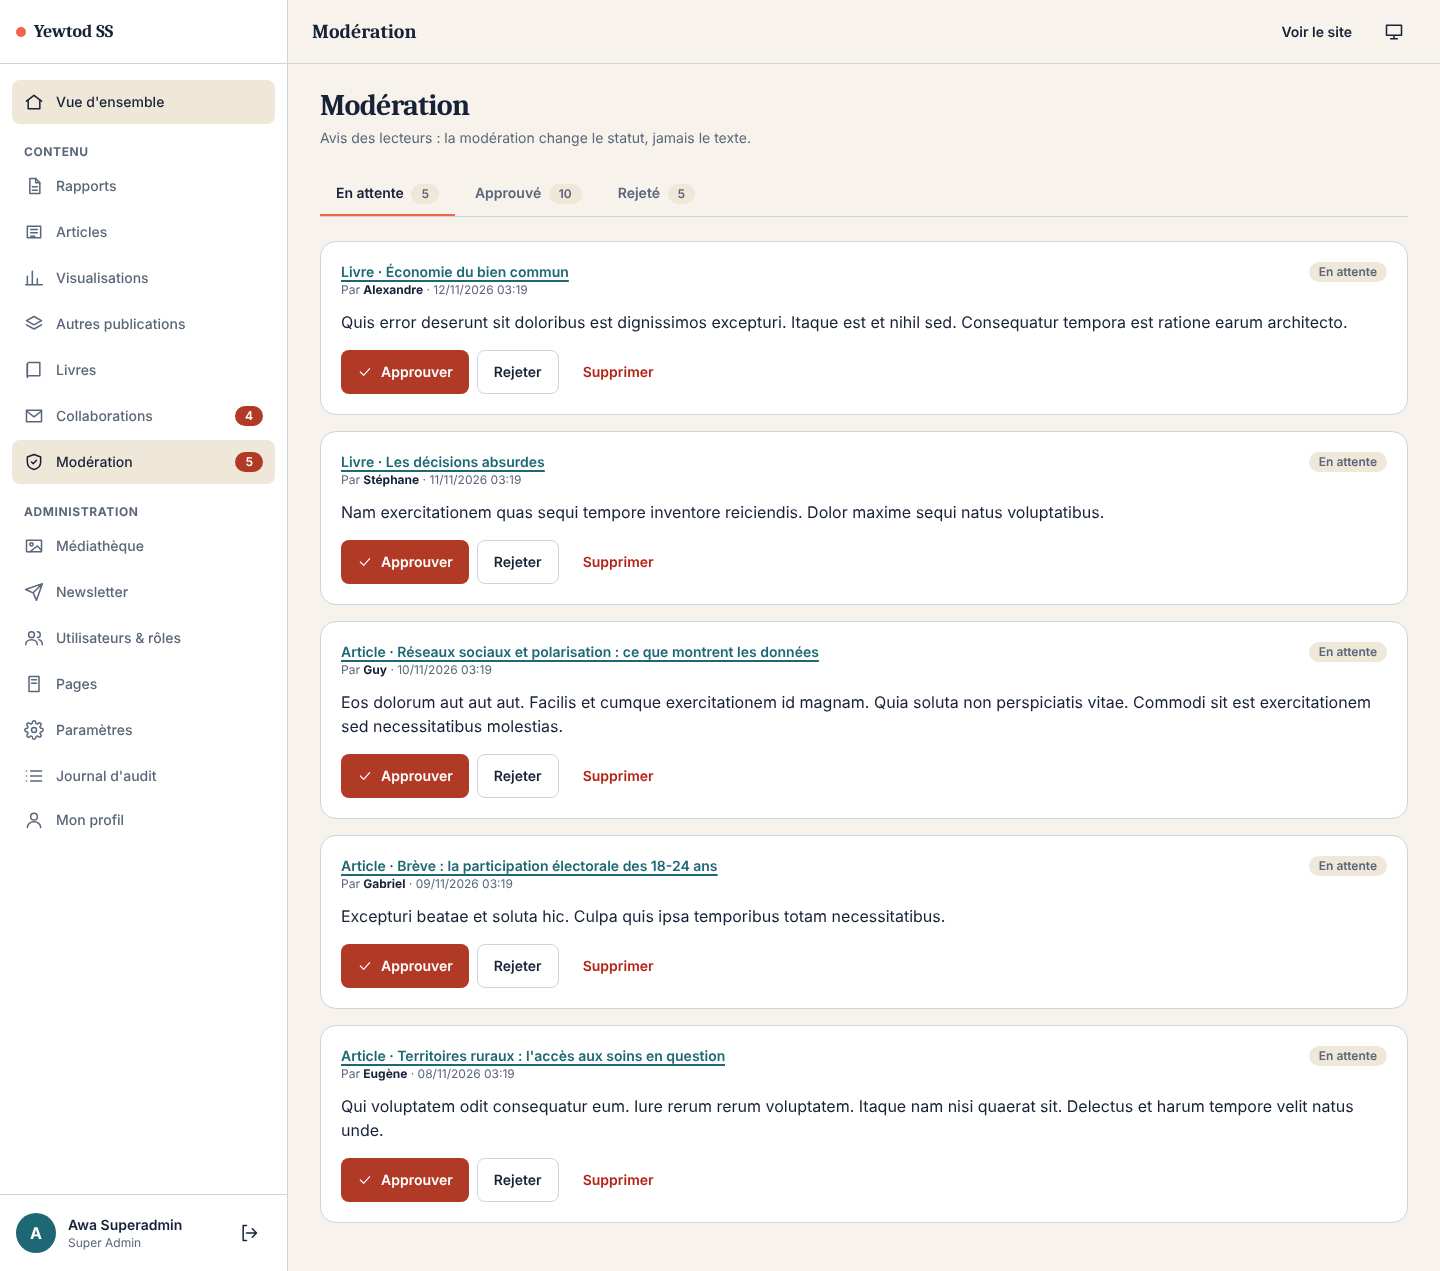 Yewtod SS
Modération
Voir le site
Vue d'ensemble
CONTENU
Rapports
Articles
Visualisations
Autres publications
Livres
Collaborations 4
Modération 5
ADMINISTRATION
Médiathèque
Newsletter
Utilisateurs & rôles
Pages
Paramètres
Journal d'audit
Mon profil
A
Awa Superadmin
Super Admin
Modération
Avis des lecteurs : la modération change le statut, jamais le texte.
En attente 5 Approuvé 10 Rejeté 5
Livre · Économie du bien commun En attente
Par Alexandre · 12/11/2026 03:19
Quis error deserunt sit doloribus est dignissimos excepturi. Itaque est et nihil sed. Consequatur tempora est ratione earum architecto.
Approuver Rejeter Supprimer
Livre · Les décisions absurdes En attente
Par Stéphane · 11/11/2026 03:19
Nam exercitationem quas sequi tempore inventore reiciendis. Dolor maxime sequi natus voluptatibus.
Approuver Rejeter Supprimer
Article · Réseaux sociaux et polarisation : ce que montrent les données En attente
Par Guy · 10/11/2026 03:19
Eos dolorum aut aut aut. Facilis et cumque exercitationem id magnam. Quia soluta non perspiciatis vitae. Commodi sit est exercitationem
sed necessitatibus molestias.
Approuver Rejeter Supprimer
Article · Brève : la participation électorale des 18-24 ans En attente
Par Gabriel · 09/11/2026 03:19
Excepturi beatae et soluta hic. Culpa quis ipsa temporibus totam necessitatibus.
Approuver Rejeter Supprimer
Article · Territoires ruraux : l'accès aux soins en question En attente
Par Eugène · 08/11/2026 03:19
Qui voluptatem odit consequatur eum. Iure rerum rerum voluptatem. Itaque nam nisi quaerat sit. Delectus et harum tempore velit natus
unde.
Approuver Rejeter Supprimer